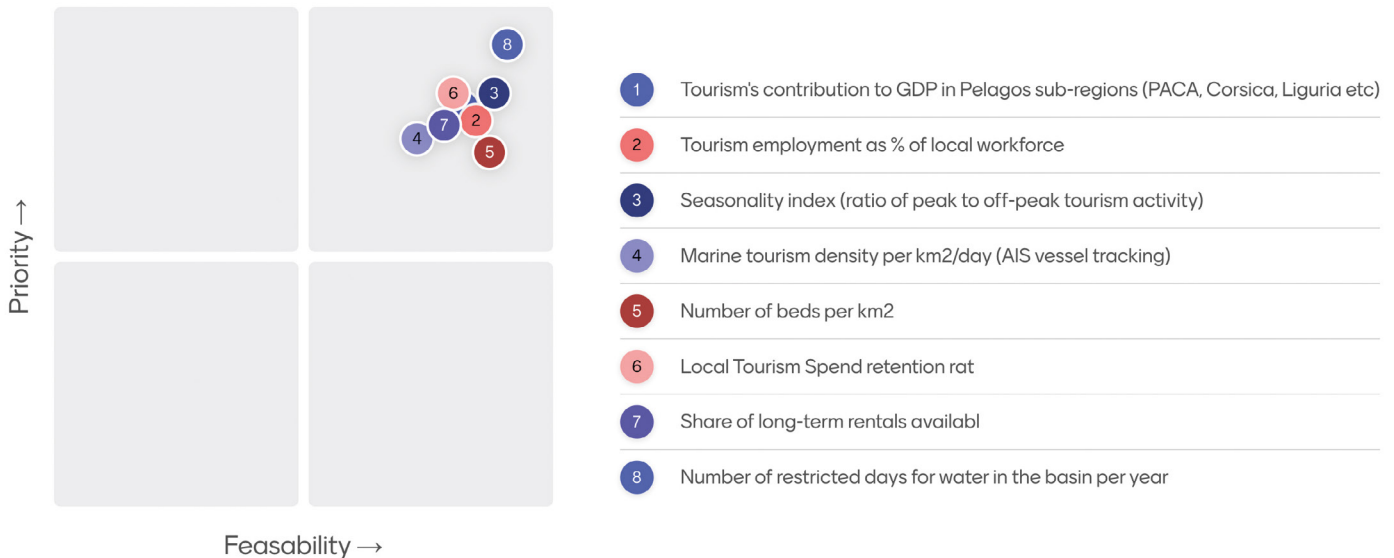 8
6
3
2
7
4
5
Priority →
Feasability →
1 Tourism's contribution to GDP in Pelagos sub-regions (PACA, Corsica, Liguria etc)
2 Tourism employment as % of local workforce
3 Seasonality index (ratio of peak to off-peak tourism activity)
4 Marine tourism density per km2/day (AIS vessel tracking)
5 Number of beds per km2
6 Local Tourism Spend retention rat
7 Share of long-term rentals availabl
8 Number of restricted days for water in the basin per year